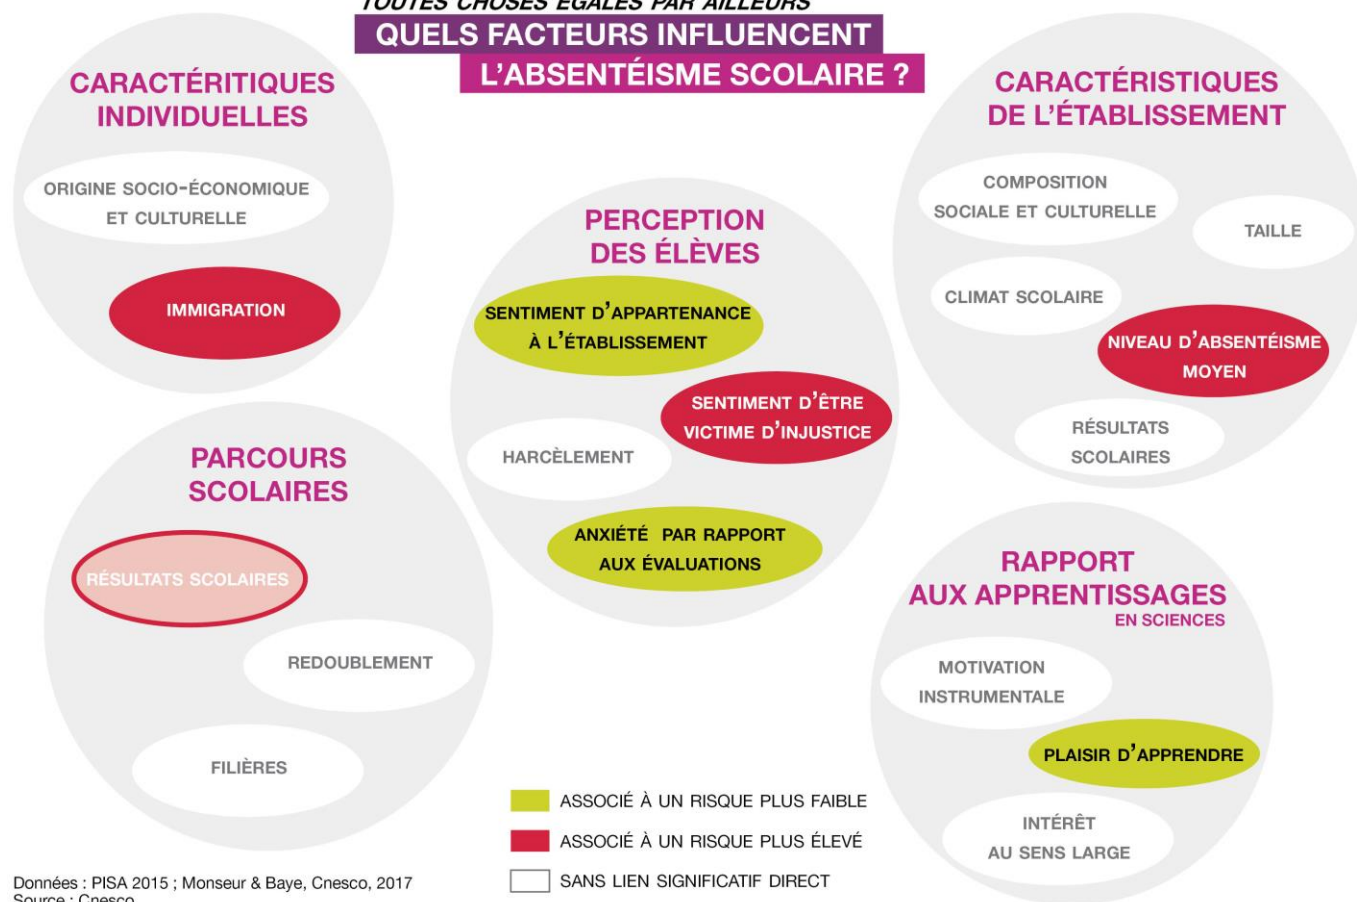 TOUTES CHOSES ÉGALES PAR AILLEURS
QUELS FACTEURS INFLUENCENT
L'ABSENTÉISME SCOLAIRE ?
CARACTÉRITIQUES
INDIVIDUELLES
ORIGINE SOCIO-ÉCONOMIQUE
ET CULTURELLE
IMMIGRATION
PARCOURS
SCOLAIRES
RÉSULTATS SCOLAIRES
REDOUBLEMENT
FILIÈRES
PERCEPTION
DES ÉLÈVES
SENTIMENT D'APPARTENANCE
À L'ÉTABLISSEMENT
SENTIMENT D'ÊTRE
VICTIME D'INJUSTICE
HARCÈLEMENT
ANXIÉTÉ PAR RAPPORT
AUX ÉVALUATIONS
CARACTÉRISTIQUES
DE L'ÉTABLISSEMENT
COMPOSITION
SOCIALE ET CULTURELLE
TAILLE
CLIMAT SCOLAIRE
NIVEAU D'ABSENTÉISME
MOYEN
RÉSULTATS
SCOLAIRES
RAPPORT
AUX APPRENTISSAGES
EN SCIENCES
MOTIVATION
INSTRUMENTALE
PLAISIR D'APPRENDRE
INTÉRÊT
AU SENS LARGE
ASSOCIÉ À UN RISQUE PLUS FAIBLE
ASSOCIÉ À UN RISQUE PLUS ÉLEVÉ
SANS LIEN SIGNIFICATIF DIRECT
Données : PISA 2015 ; Monseur & Baye, Cnesco, 2017
Source : Cnesco